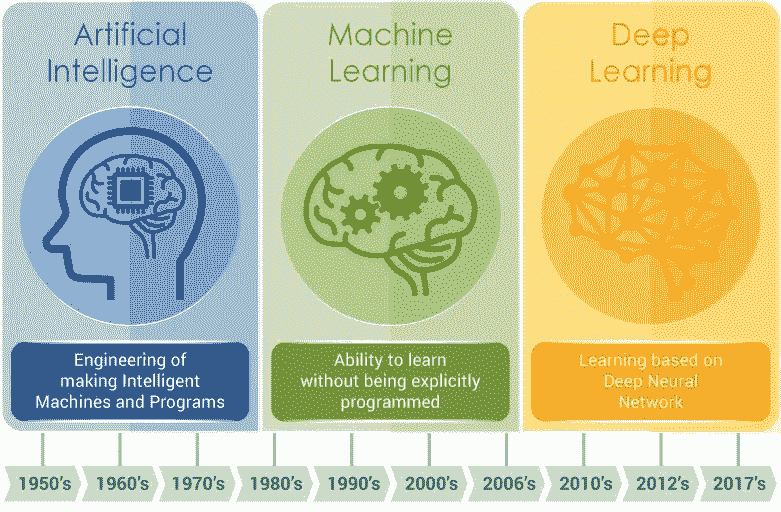 Artificial
Intelligence
Engineering of
making Intelligent
Machines and Programs
Machine
Learning
Ability to learn
without being explicitly
programmed
Deep
Learning
Learning based on
Deep Neural
Network
1950's
1960's
1970's
1980's
1990's
2000's
2006's
2010's
2012's
2017's